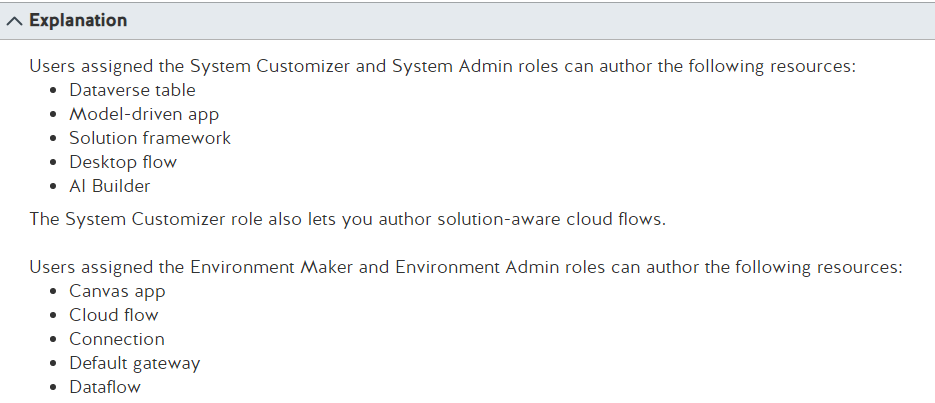 Explanation
Users assigned the System Customizer and System Admin roles can author the following resources:
• Dataverse table
• Model-driven app
• Solution framework
• Desktop flow
• AI Builder
The System Customizer role also lets you author solution-aware cloud flows.
Users assigned the Environment Maker and Environment Admin roles can author the following resources:
• Canvas app
• Cloud flow
• Connection
• Default gateway
• Dataflow